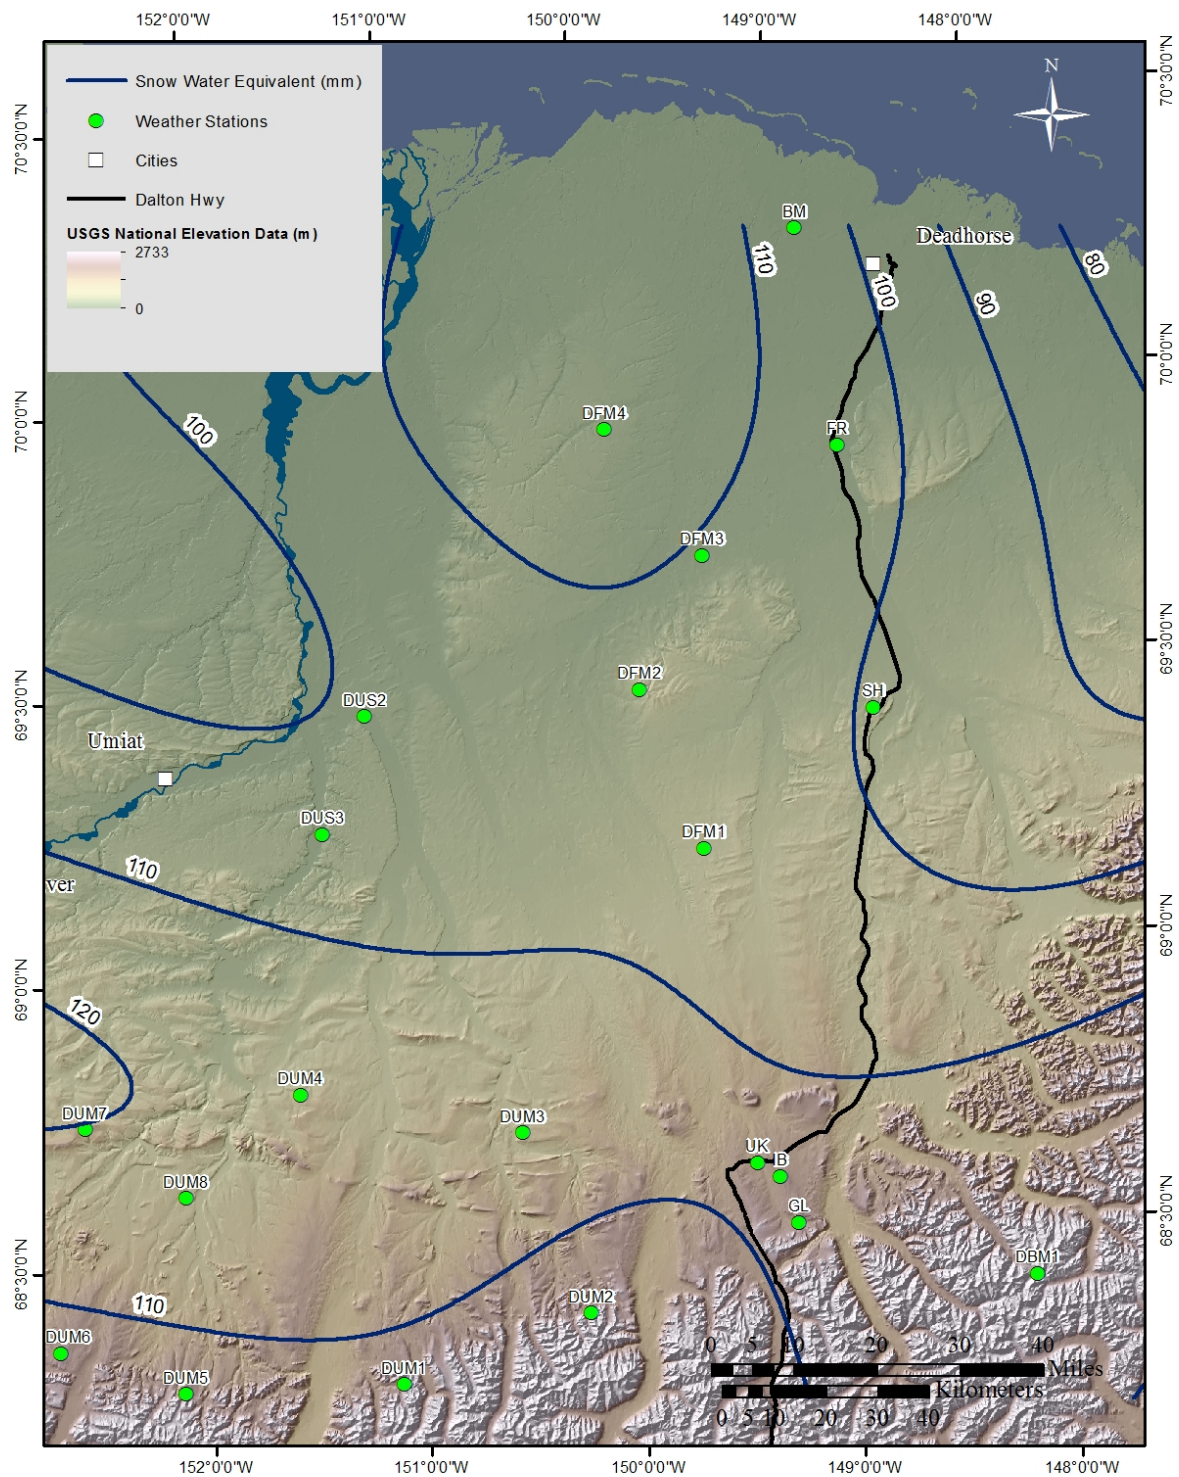 152°0'0"W 151°0'0"W 150°0'0"W 149°0'0"W 148°0'0"W
Snow Water Equivalent (mm)
Weather Stations
Cities
Dalton Hwy
USGS National Elevation Data (m)
2733
0
N
70°30'0"N
70°30'0"N
BM
Deadhorse
110
100
90
80
70°0'0"N
70°0'0"N
100
DFM4
FR
DFM3
69°30'0"N
69°30'0"N
DFM2
DUS2
SH
Umiat
DUS3
DFM1
110
ver
69°0'0"N
69°0'0"N
120
DUM4
DUM7
DUM3
UK
IB
DUM8
GL
68°30'0"N
68°30'0"N
DBM1
110
DUM2
DUM6
DUM5
DUM1
0 5 10 20 30 40
Miles
Kilometers
0 5 10 20 30 40
152°0'0"W 151°0'0"W 150°0'0"W 149°0'0"W 148°0'0"W